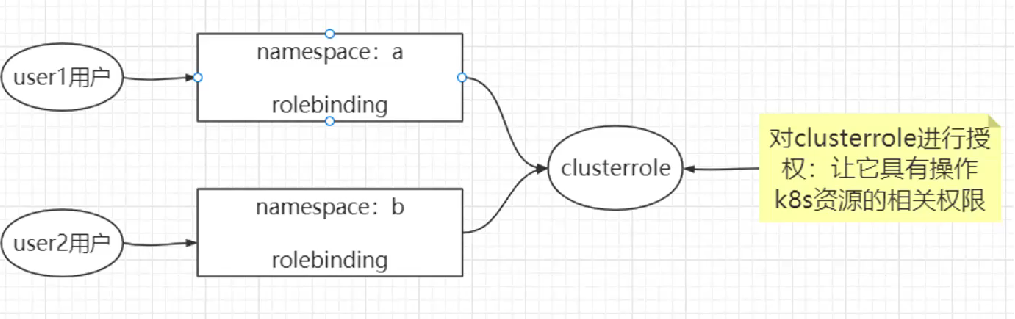 user1用户
namespace：a
rolebinding
user2用户
namespace：b
rolebinding
clusterrole
对clusterrole进行授
权：让它具有操作
k8s资源的相关权限